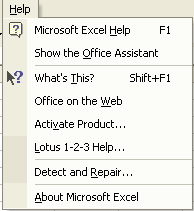 Help
Microsoft Excel Help F1
Show the Office Assistant
What's This? Shift+F1
Office on the Web
Activate Product...
Lotus 1-2-3 Help...
Detect and Repair...
About Microsoft Excel